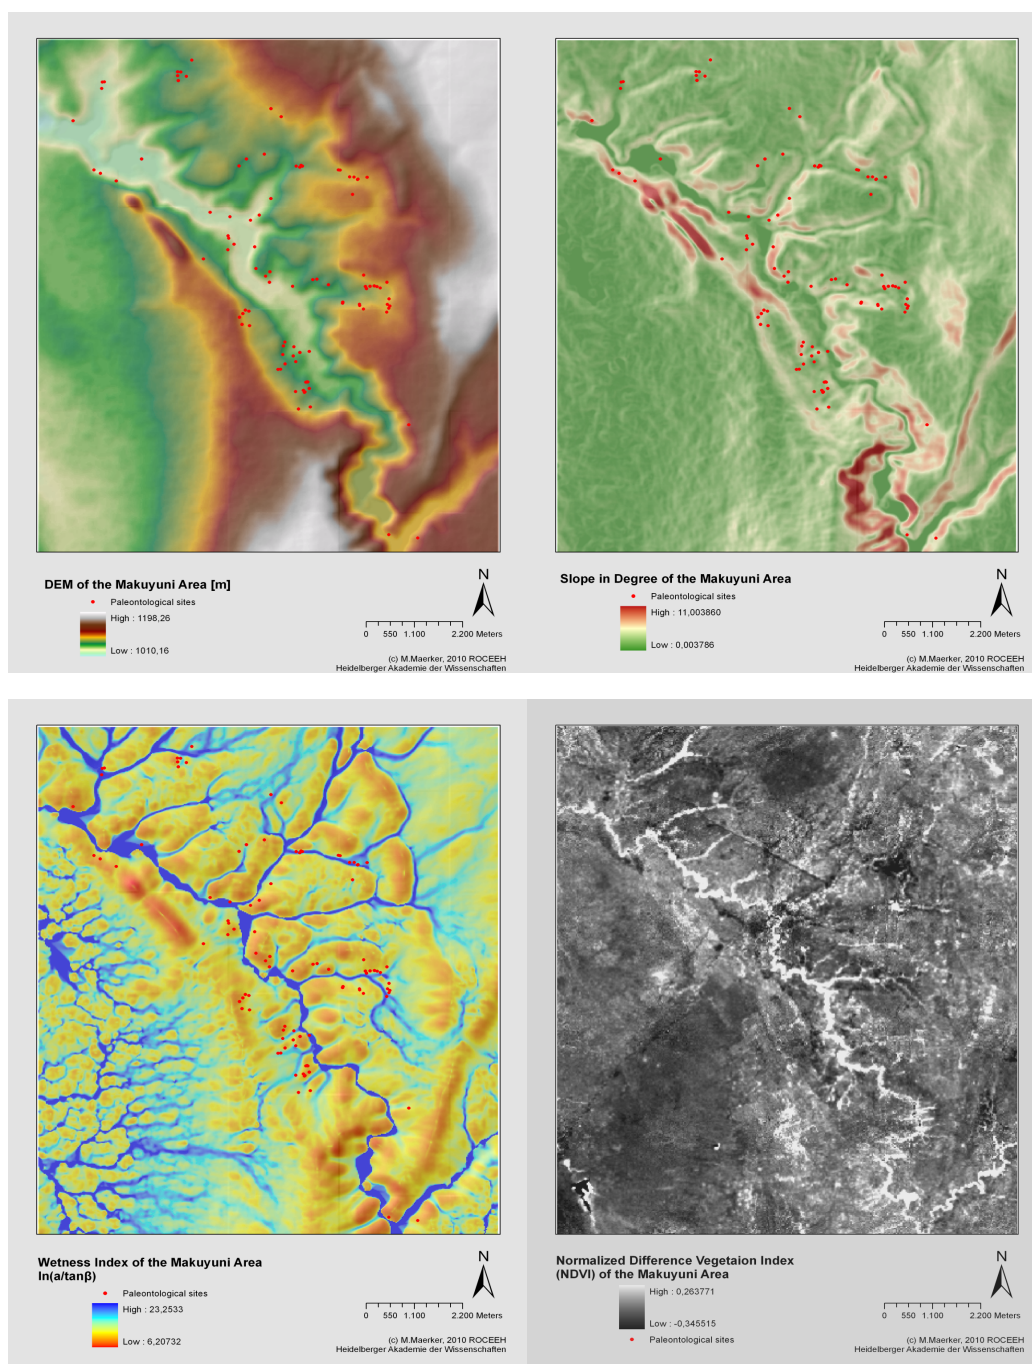 DEM of the Makuyuni Area [m]
Paleontological sites
High : 1198,26
Low : 1010,16
N
0 550 1.100 2.200 Meters
(c) M.Maerker, 2010 ROCEEH
Heidelberger Akademie der Wissenschaften
Slope in Degree of the Makuyuni Area
Paleontological sites
High : 11,003860
Low : 0,003786
N
0 550 1.100 2.200 Meters
(c) M.Maerker, 2010 ROCEEH
Heidelberger Akademie der Wissenschaften
Wetness Index of the Makuyuni Area
ln(a/tanβ)
Paleontological sites
High : 23,2533
Low : 6,20732
N
0 550 1.100 2.200 Meters
(c) M.Maerker, 2010 ROCEEH
Heidelberger Akademie der Wissenschaften
Normalized Difference Vegetaion Index
(NDVI) of the Makuyuni Area
High : 0,263771
Low : -0,345515
Paleontological sites
N
0 550 1.100 2.200 Meters
(c) M.Maerker, 2010 ROCEEH
Heidelberger Akademie der Wissenschaften